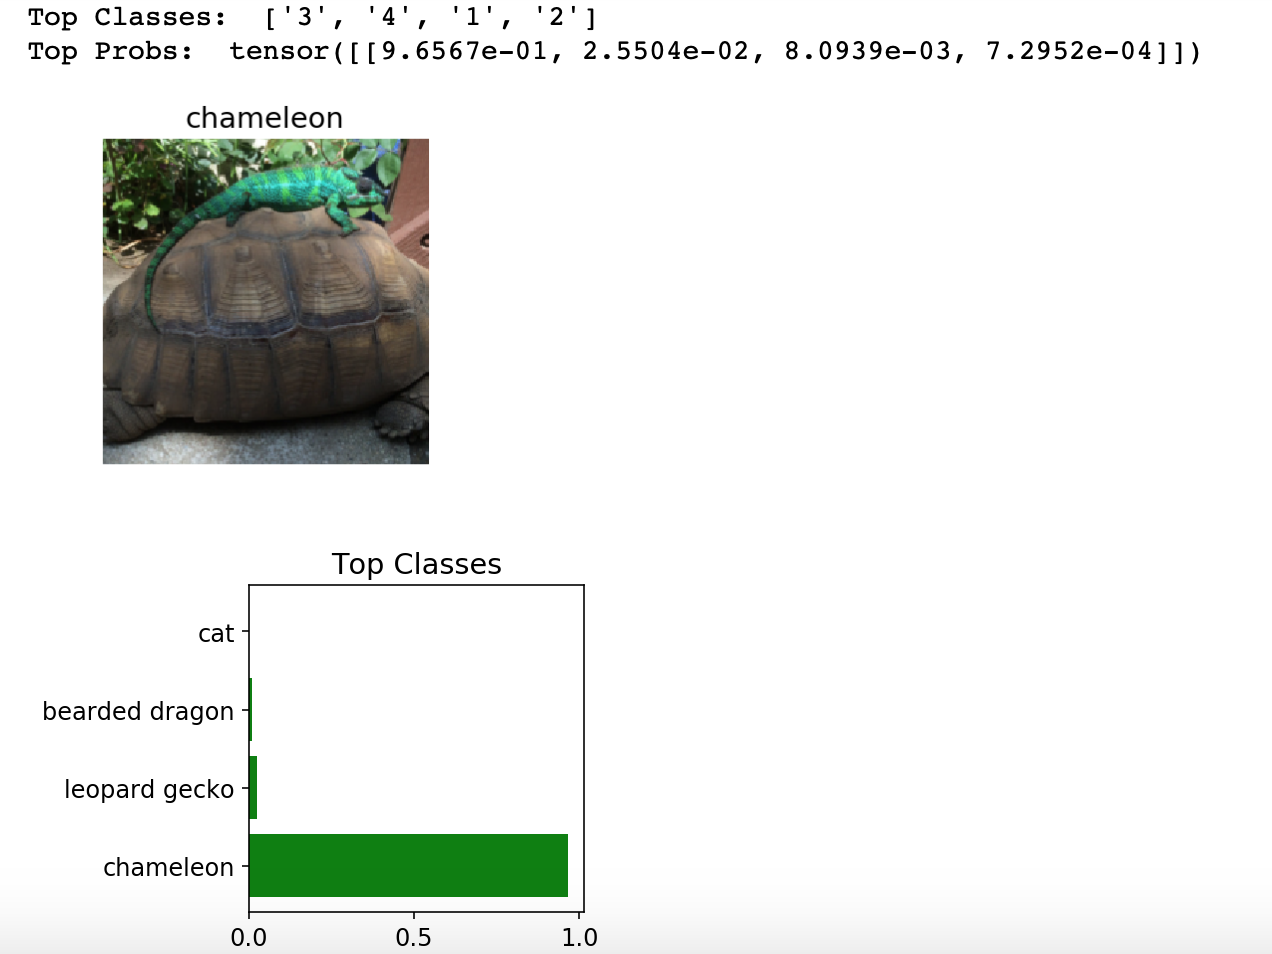 Top Classes:  ['3', '4', '1', '2']
Top Probs:  tensor([[9.6567e-01, 2.5504e-02, 8.0939e-03, 7.2952e-04]])
chameleon
Top Classes
cat
bearded dragon
leopard gecko
chameleon
0.0 0.5 1.0